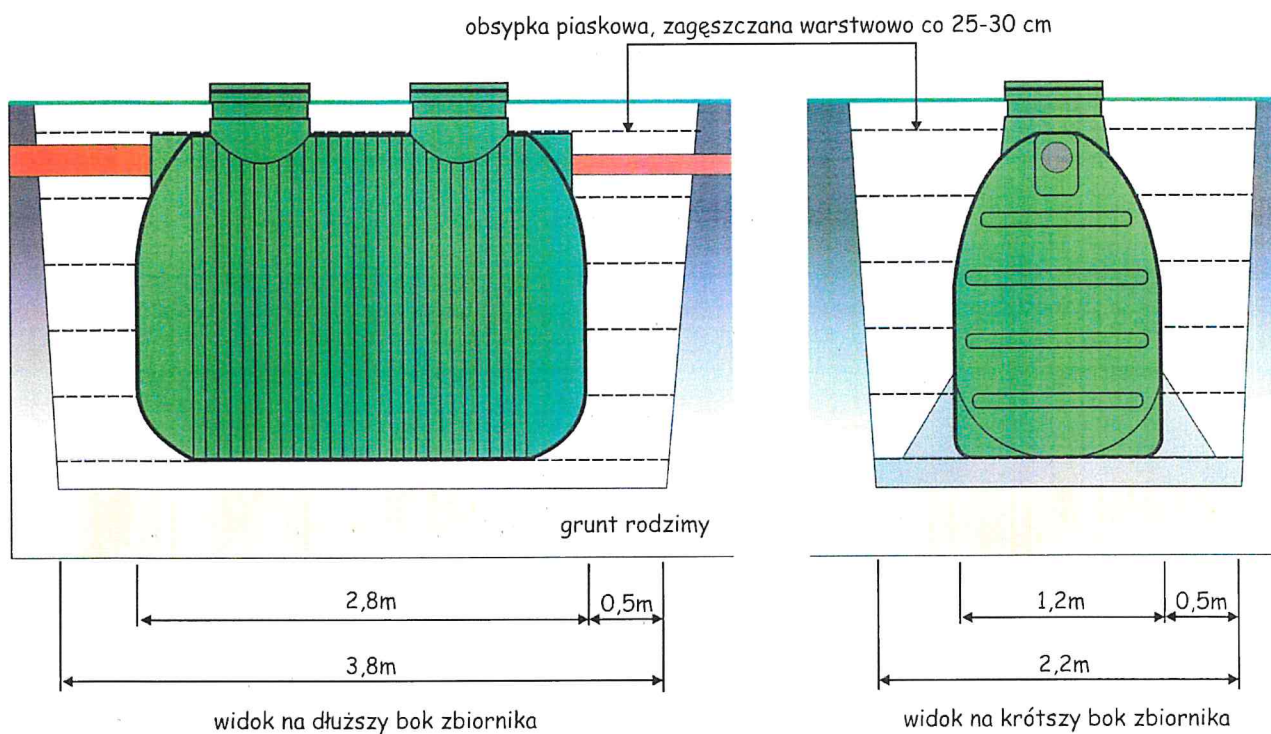 obsypka piaskowa, zagęszczana warstwowo co 25-30 cm
grunt rodzimy
2,8m
0,5m
3,8m
1,2m
0,5m
2,2m
widok na dłuższy bok zbiornika
widok na krótszy bok zbiornika